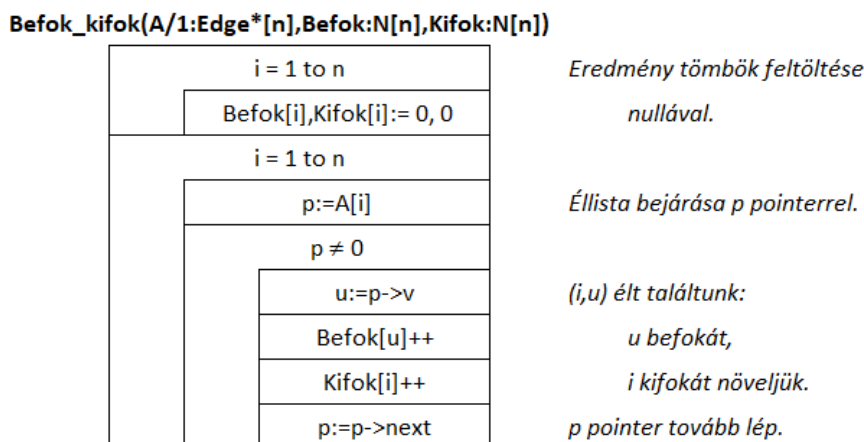 Befok_kifok(A/1:Edge*[n],Befok:N[n],Kifok:N[n])
i = 1 to n Eredmény tömbök feltöltése
Befok[i],Kifok[i]:= 0, 0 nullával.
i = 1 to n
p:=A[i] Éllista bejárása p pointerrel.
p ≠ 0
u:=p->v (i,u) élt találtunk:
Befok[u]++ u befokát,
Kifok[i]++ i kifokát növeljük.
p:=p->next p pointer tovább lép.